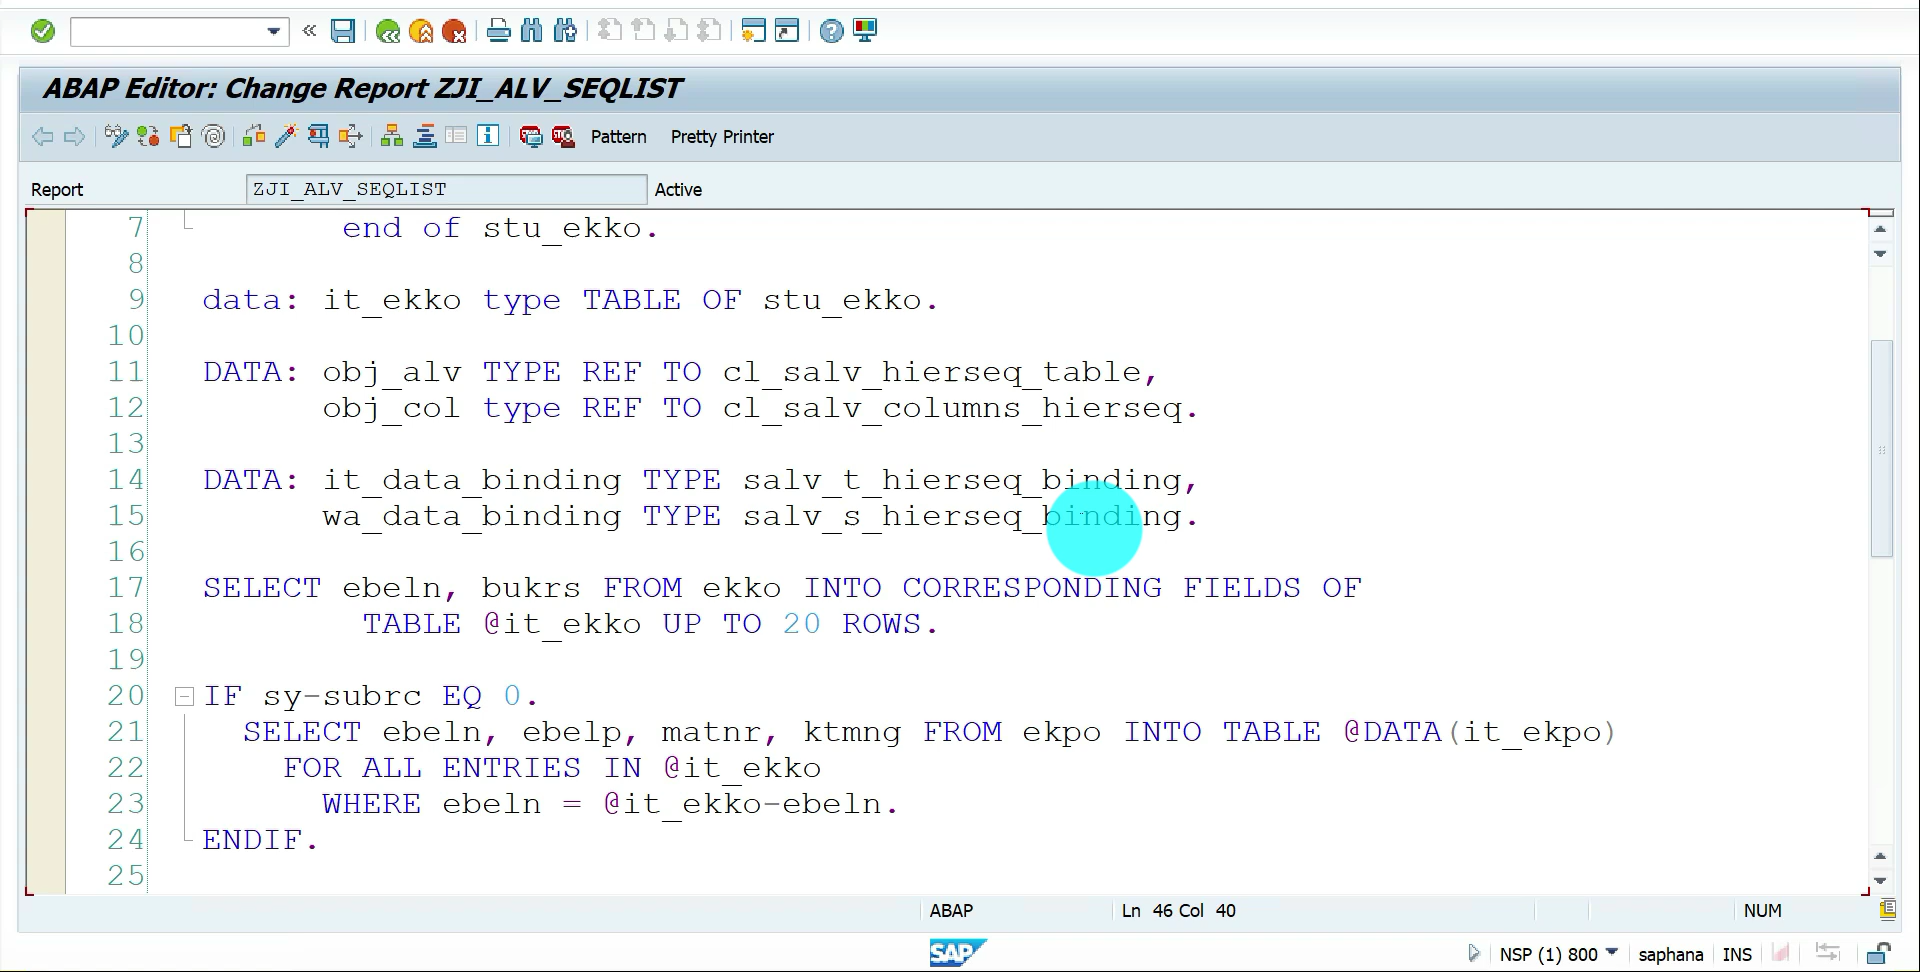 ABAP Editor: Change Report ZJI_ALV_SEQLIST
Pattern Pretty Printer
Report ZJI_ALV_SEQLIST Active
7 end of stu_ekko.
8
9 data: it_ekko type TABLE OF stu_ekko.
10
11 DATA: obj_alv TYPE REF TO cl_salv_hierseq_table,
12 obj_col type REF TO cl_salv_columns_hierseq.
13
14 DATA: it_data_binding TYPE salv_t_hierseq_binding,
15 wa_data_binding TYPE salv_s_hierseq_binding.
16
17 SELECT ebeln, bukrs FROM ekko INTO CORRESPONDING FIELDS OF
18 TABLE @it_ekko UP TO 20 ROWS.
19
20 IF sy-subrc EQ 0.
21 SELECT ebeln, ebelp, matnr, ktmng FROM ekpo INTO TABLE @DATA(it_ekpo)
22 FOR ALL ENTRIES IN @it_ekko
23 WHERE ebeln = @it_ekko-ebeln.
24 ENDIF.
25
ABAP Ln 46 Col 40 NUM
SAP NSP (1) 800 saphana INS